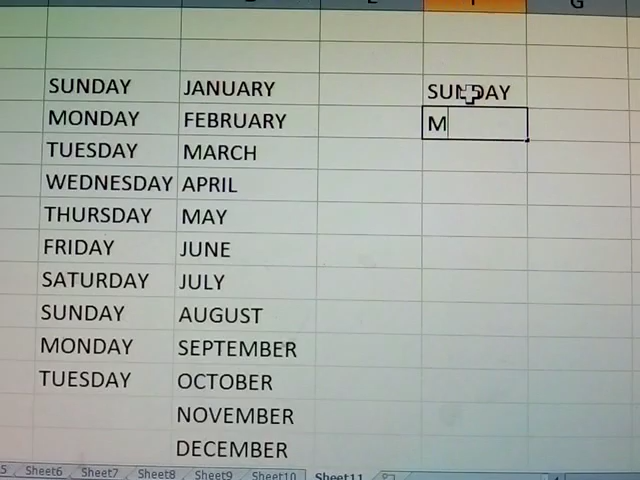 G
SUNDAY JANUARY SUNDAY
MONDAY FEBRUARY M
TUESDAY MARCH
WEDNESDAY APRIL
THURSDAY MAY
FRIDAY JUNE
SATURDAY JULY
SUNDAY AUGUST
MONDAY SEPTEMBER
TUESDAY OCTOBER
NOVEMBER
DECEMBER
Sheet6 Sheet7 Sheet8 Sheet9 Sheet10 Sheet11